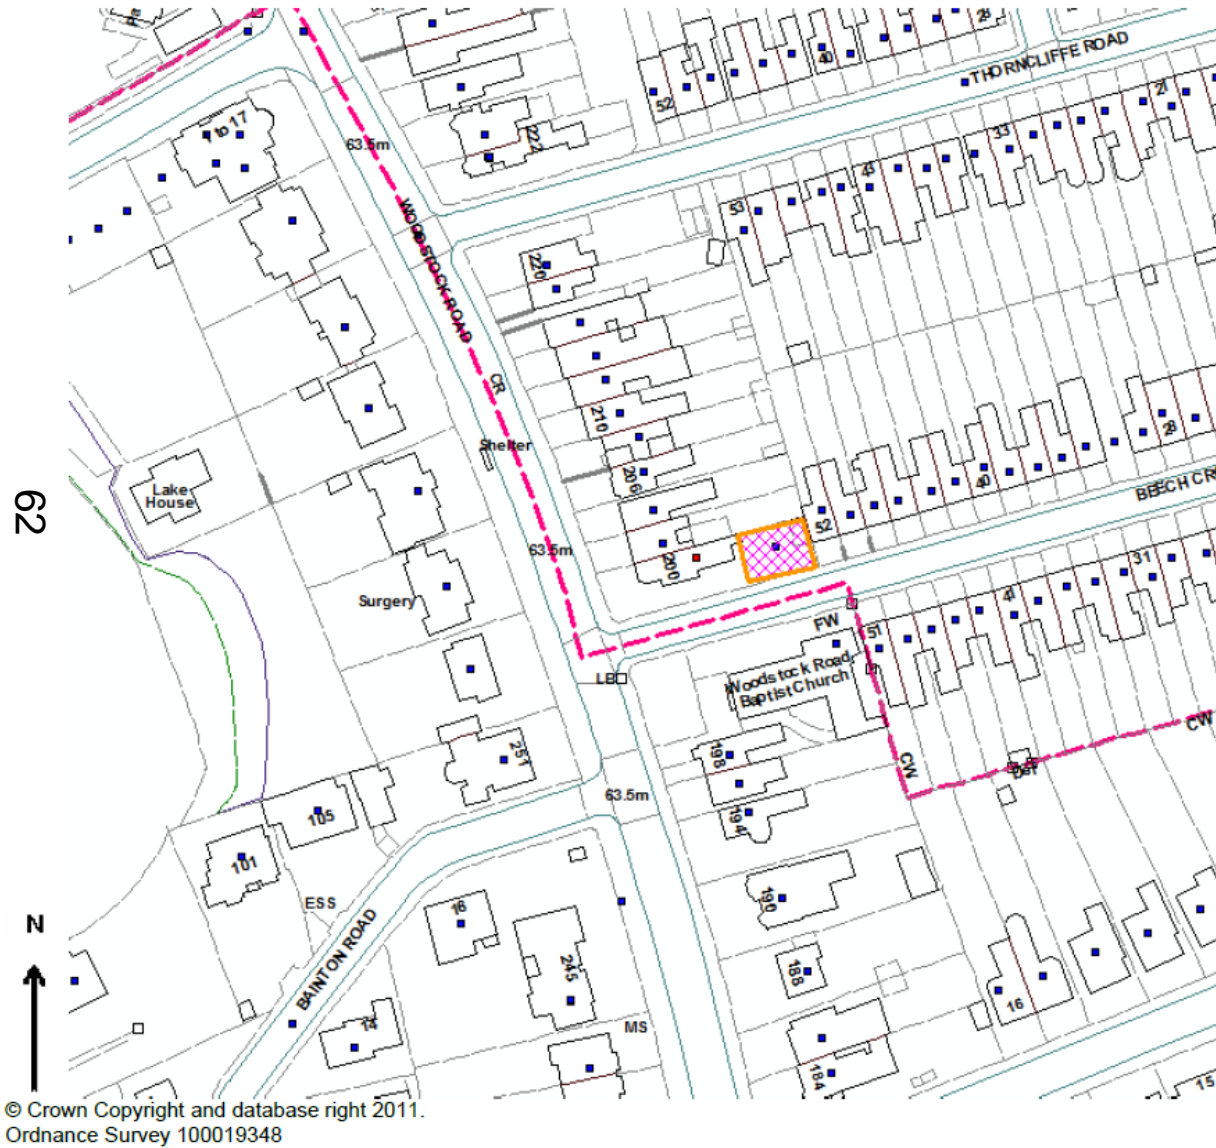 28
40
THORNCLIFFE ROAD
52
1 to 17
222
21
33
63.5m
43
WOODSTOCK ROAD
53
220
CR
210
28
Shelter
206
40
BEECH CR
Lake
House
62
52
63.5m
200
31
Surgery
41
FW
51
Woodstock Road
Baptist Church
LB
CW
251
198
CW
Def
63.5m
105
194
101
190
ESS
16
N
BAINTON ROAD
245
188
16
14
MS
184
15
© Crown Copyright and database right 2011.
Ordnance Survey 100019348